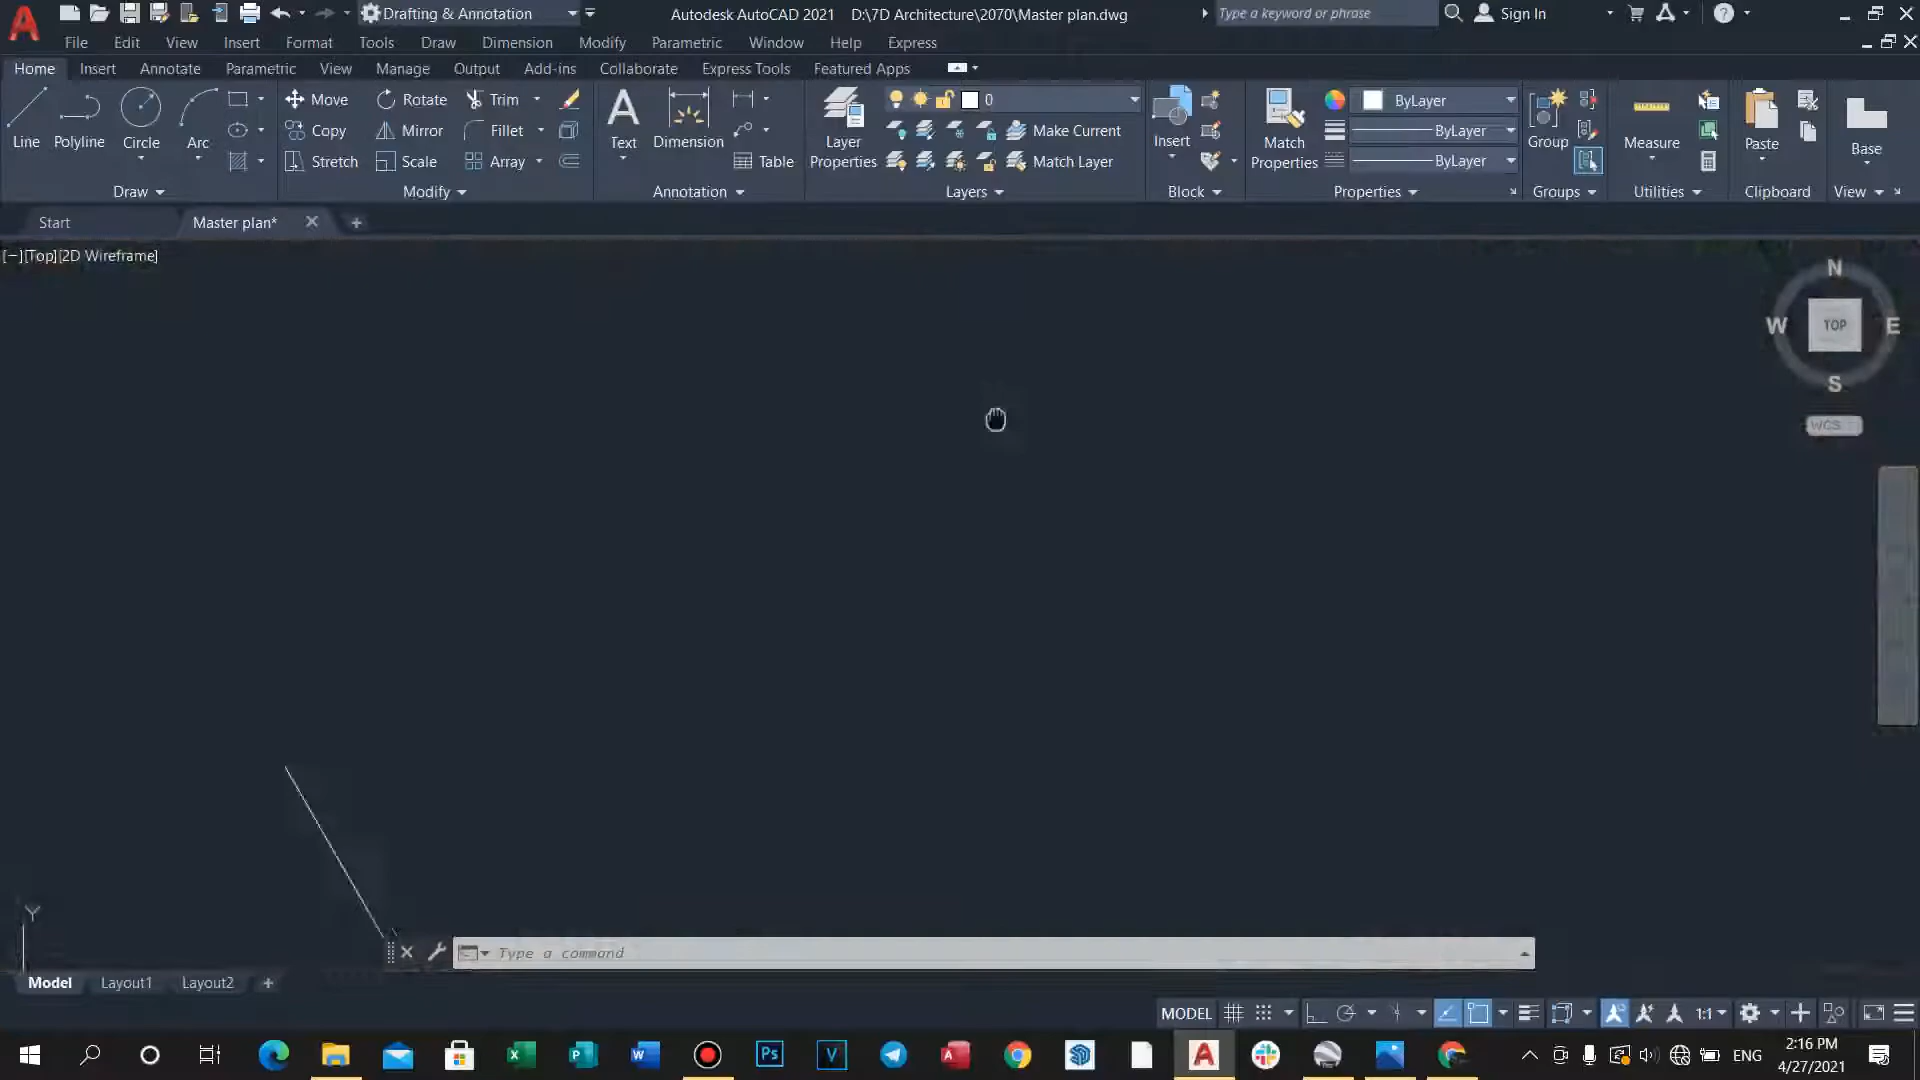 Drafting & Annotation
Autodesk AutoCAD 2021 D:\7D Architecture\2070\Master plan.dwg
Type a keyword or phrase
Sign In
File Edit View Insert Format Tools Draw Dimension Modify Parametric Window Help Express
Home Insert Annotate Parametric View Manage Output Add-ins Collaborate Express Tools Featured Apps
Line Polyline Circle Arc
Move Rotate Trim
Copy Mirror Fillet
Stretch Scale Array
Text Dimension
Table
Layer Properties
0
Make Current
Match Layer
Insert
Match Properties
ByLayer
ByLayer
ByLayer
Group
Measure
Paste
Base
Draw Modify Annotation Layers Block Properties Groups Utilities Clipboard View
Start Master plan*
[−][Top][2D Wireframe]
N
W TOP E
S
WCS
Y
Type a command
Model Layout1 Layout2
MODEL 1:1
X P W Ps V A A
ENG
2:16 PM
4/27/2021